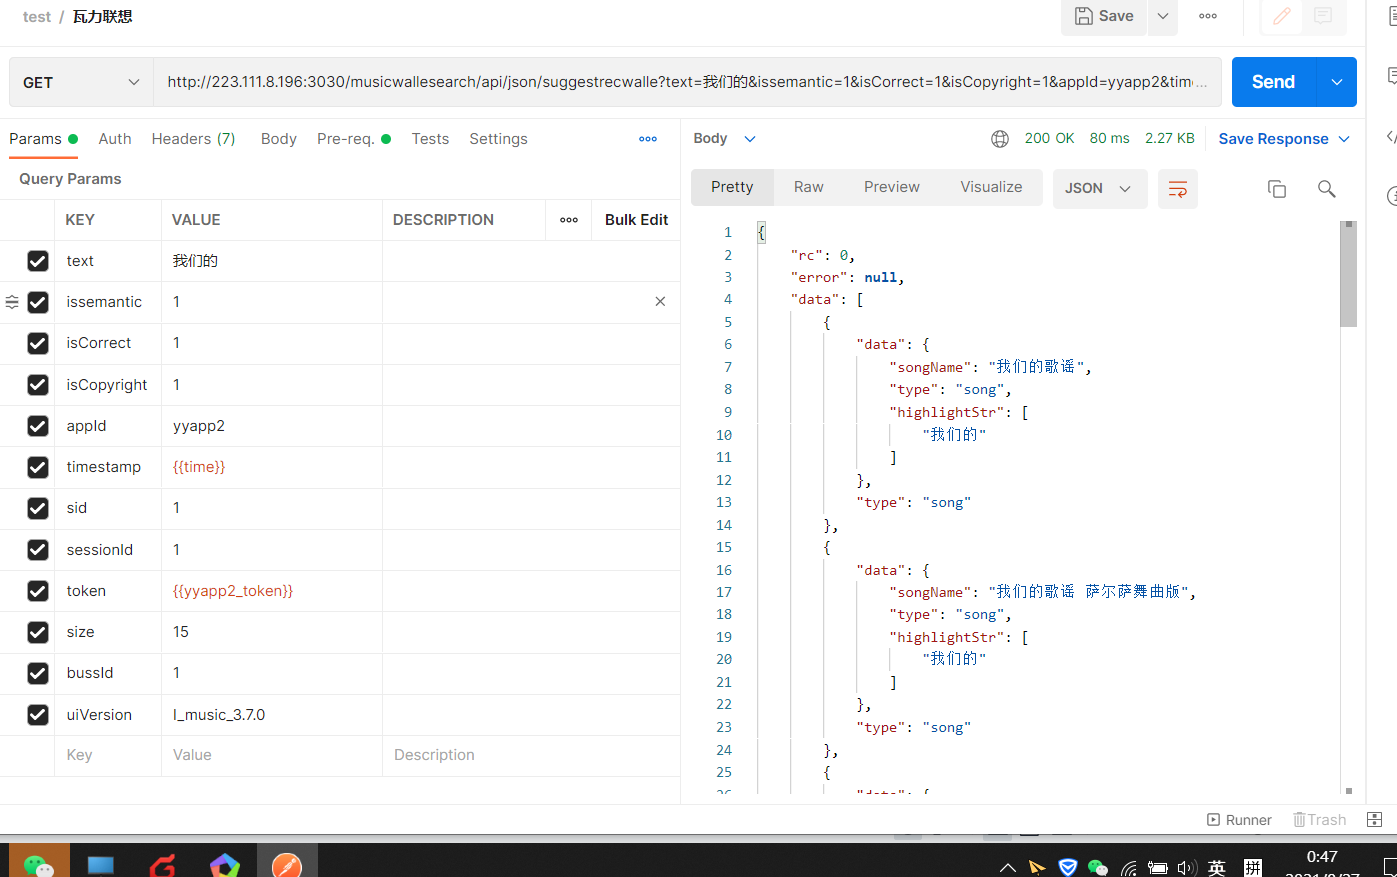 test / 瓦力联想
Save
GET
http://223.111.8.196:3030/musicwallesearch/api/json/suggestrecwalle?text=我们的&issemantic=1&isCorrect=1&isCopyright=1&appId=yyapp2&tim...
Send
Params Auth Headers (7) Body Pre-req. Tests Settings
Query Params
KEY VALUE DESCRIPTION Bulk Edit
text 我们的
issemantic 1
isCorrect 1
isCopyright 1
appId yyapp2
timestamp {{time}}
sid 1
sessionId 1
token {{yyapp2_token}}
size 15
bussId 1
uiVersion I_music_3.7.0
Key Value Description
Body 200 OK 80 ms 2.27 KB Save Response
Pretty Raw Preview Visualize JSON
1 {
2 "rc": 0,
3 "error": null,
4 "data": [
5 {
6 "data": {
7 "songName": "我们的歌谣",
8 "type": "song",
9 "highlightStr": [
10 "我们的"
11 ]
12 },
13 "type": "song"
14 },
15 {
16 "data": {
17 "songName": "我们的歌谣 萨尔萨舞曲版",
18 "type": "song",
19 "highlightStr": [
20 "我们的"
21 ]
22 },
23 "type": "song"
24 },
25 {
26 "data": {
Runner Trash
英 拼 0:47
2021/8/27